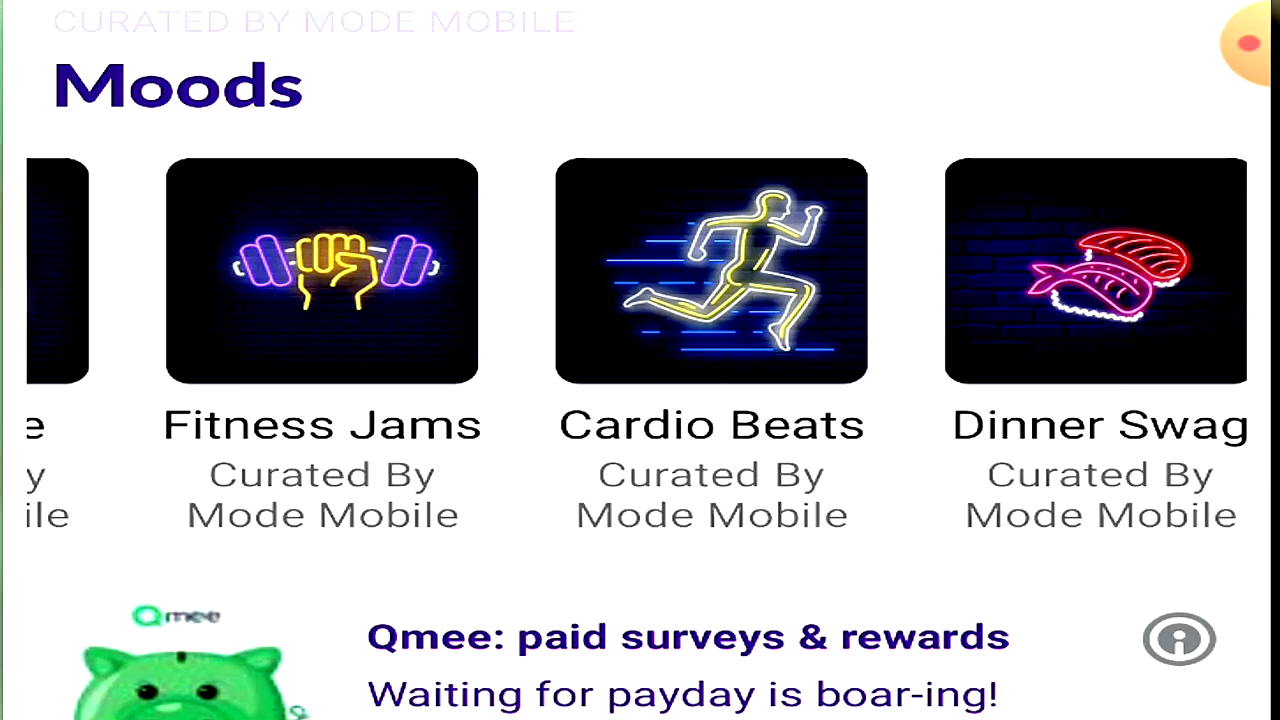 CURATED BY MODE MOBILE
Moods
e
y
ile
Fitness Jams
Curated By
Mode Mobile
Cardio Beats
Curated By
Mode Mobile
Dinner Swag
Curated By
Mode Mobile
Qmee
Qmee: paid surveys & rewards
Waiting for payday is boar-ing!